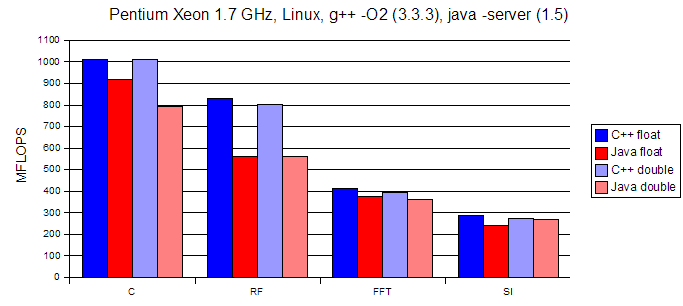 Pentium Xeon 1.7 GHz, Linux, g++ -O2 (3.3.3), java -server (1.5)
MFLOPS
1100
1000
900
800
700
600
500
400
300
200
100
0
C
RF
FFT
SI
C++ float
Java float
C++ double
Java double